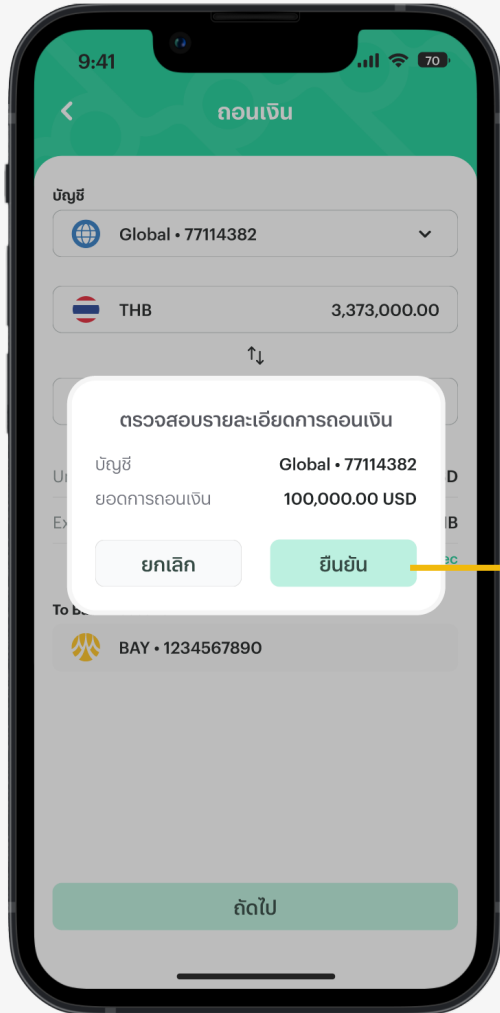 9:41
70
ถอนเงิน
บัญชี
Global • 77114382
THB 3,373,000.00
ตรวจสอบรายละเอียดการถอนเงิน
บัญชี Global • 77114382
ยอดการถอนเงิน 100,000.00 USD
ยกเลิก ยืนยัน
To
BAY • 1234567890
ถัดไป